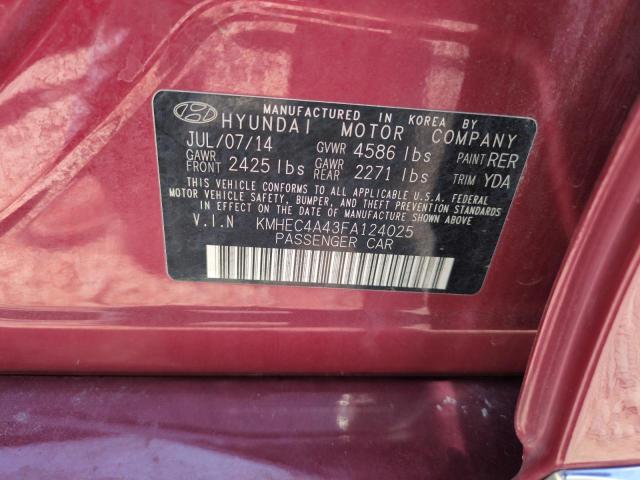 MANUFACTURED IN KOREA BY
HYUNDAI MOTOR COMPANY
JUL/07/14 GVWR 4586 lbs PAINT RER
GAWR FRONT 2425 lbs GAWR REAR 2271 lbs TRIM YDA
THIS VEHICLE CONFORMS TO ALL APPLICABLE U.S.A. FEDERAL
MOTOR VEHICLE SAFETY, BUMPER, AND THEFT PREVENTION STANDARDS
IN EFFECT ON THE DATE OF MANUFACTURE SHOWN ABOVE.
V.I.N KMHEC4A43FA124025
PASSENGER CAR